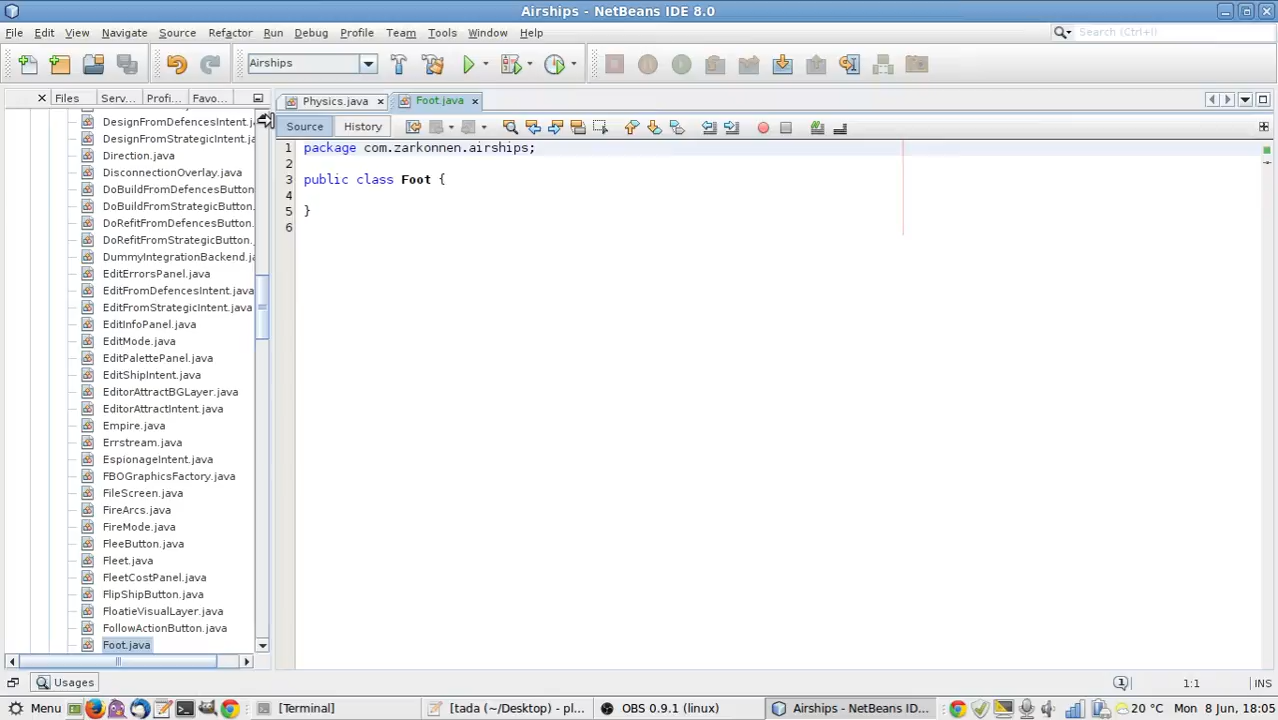 Airships - NetBeans IDE 8.0
File Edit View Navigate Source Refactor Run Debug Profile Team Tools Window Help
Search (Ctrl+I)
Airships
Files Serv... Profi... Favo...
Physics.java Foot.java
Source History
DesignFromDefencesIntent.j
DesignFromStrategicIntent.ja
Direction.java
DisconnectionOverlay.java
DoBuildFromDefencesButton
DoBuildFromStrategicButton.
DoRefitFromDefencesButton.
DoRefitFromStrategicButton.
DummyIntegrationBackend.ja
EditErrorsPanel.java
EditFromDefencesIntent.java
EditFromStrategicIntent.java
EditInfoPanel.java
EditMode.java
EditPalettePanel.java
EditShipIntent.java
EditorAttractBGLayer.java
EditorAttractIntent.java
Empire.java
Errstream.java
EspionageIntent.java
FBOGraphicsFactory.java
FileScreen.java
FireArcs.java
FireMode.java
FleeButton.java
Fleet.java
FleetCostPanel.java
FlipShipButton.java
FloatieVisualLayer.java
FollowActionButton.java
Foot.java
1 package com.zarkonnen.airships;
2
3 public class Foot {
4
5 }
6
Usages
1 1:1 INS
Menu [Terminal] [tada (~/Desktop) - pl... OBS 0.9.1 (linux) Airships - NetBeans ID... 20 °C Mon 8 Jun, 18:05